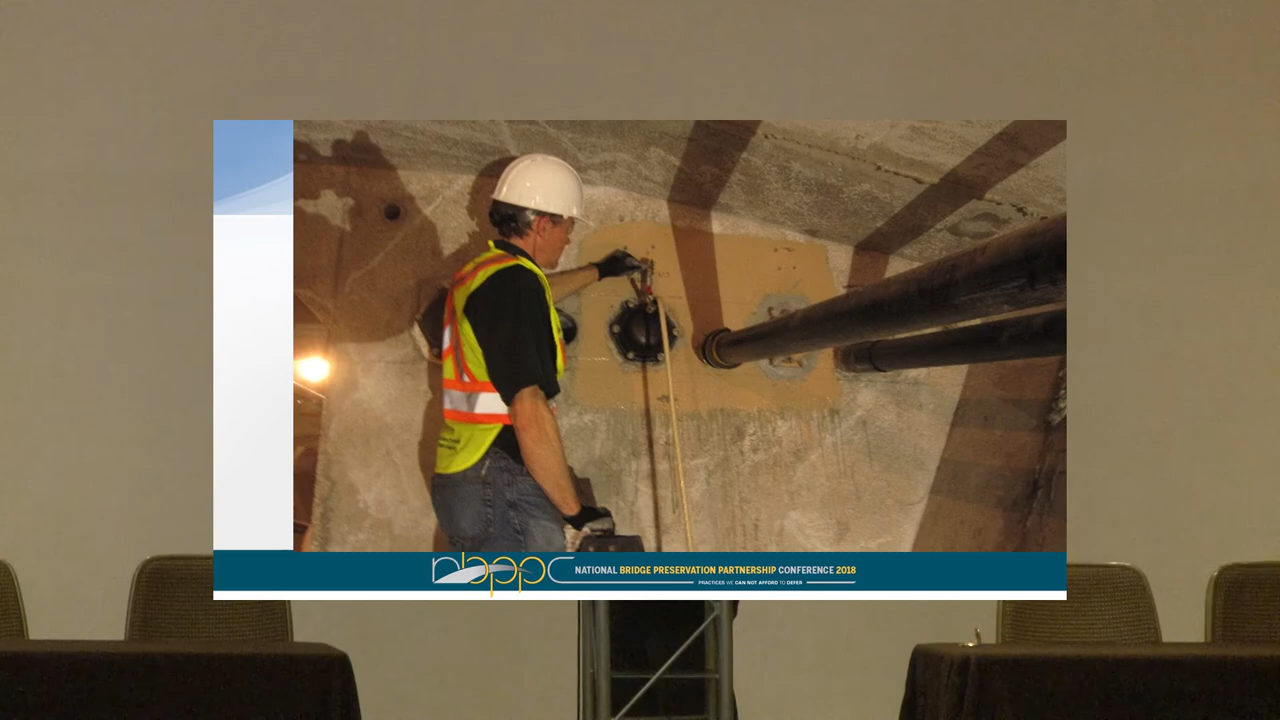 nbppc
NATIONAL BRIDGE PRESERVATION PARTNERSHIP CONFERENCE 2018
PRACTICES WE CAN NOT AFFORD TO DEFER